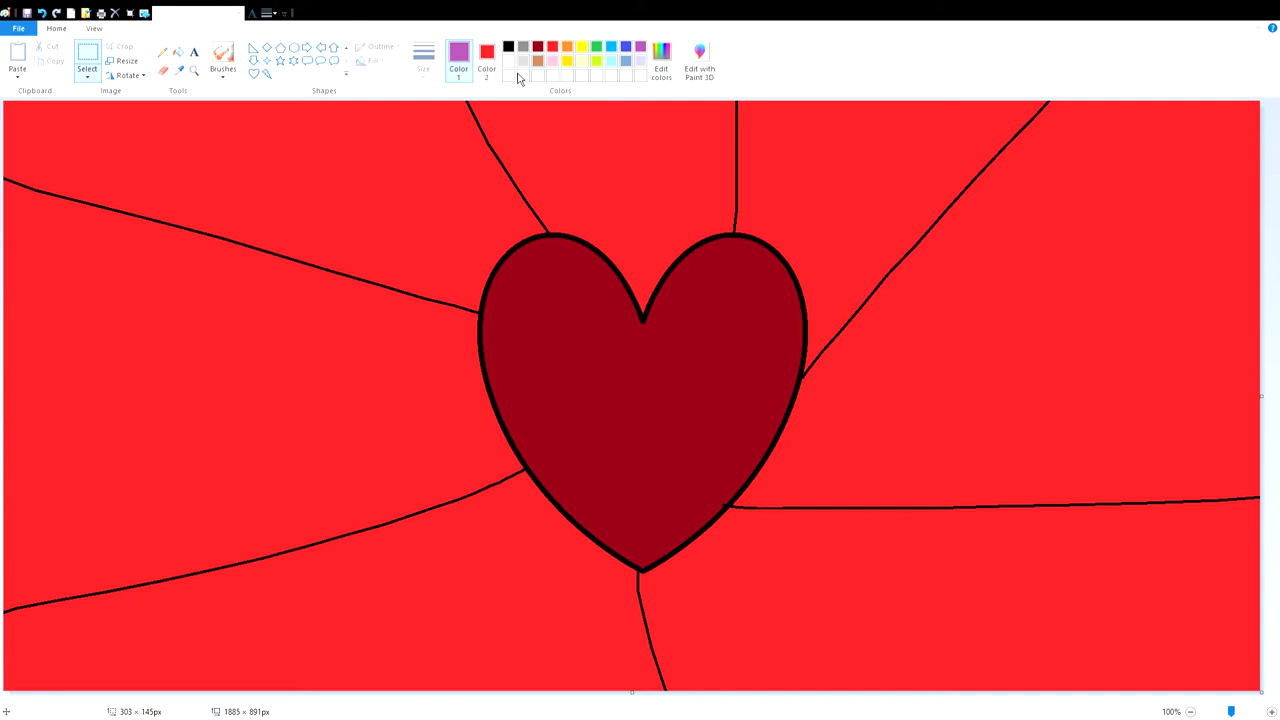 File Home View
Cut
Copy
Paste
Crop
Resize
Rotate
Select
Brushes
Outline
Fill
Size
Color 1
Color 2
Edit colors
Edit with Paint 3D
Clipboard Image Tools Shapes Colors
303 × 145px 1885 × 891px 100%